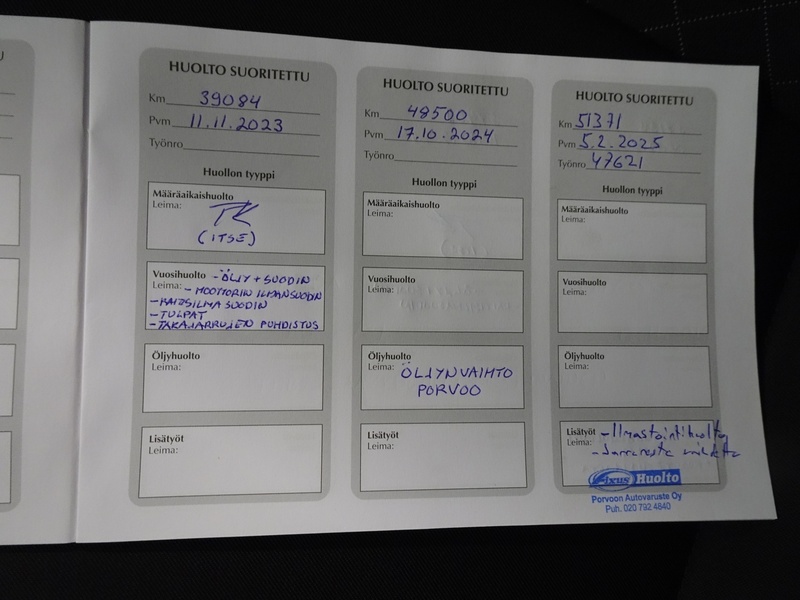 HUOLTO SUORITETTU
Km 39084
Pvm 11.11.2023
Työnro
Huollon tyyppi
Määräaikaishuolto
Leima: TK
(ITSE)
Vuosihuolto -ÖLJY + SUODIN
Leima: - MOOTTORIN ILMANSUODIN
-RAITISILMA SUODIN
-TULPAT
-TAKAJARRUJEN PUHDISTUS
Öljyhuolto
Leima:
Lisätyöt
Leima:
HUOLTO SUORITETTU
Km 48500
Pvm 17.10.2024
Työnro
Huollon tyyppi
Määräaikaishuolto
Leima:
Vuosihuolto
Leima:
Öljyhuolto
Leima: ÖLJYNVAIHTO
PORVOO
Lisätyöt
Leima:
HUOLTO SUORITETTU
Km 51371
Pvm 5.2.2025
Työnro 47621
Huollon tyyppi
Määräaikaishuolto
Leima:
Vuosihuolto
Leima:
Öljyhuolto
Leima:
Lisätyöt - Ilmastointihuolto
Leima: - Jarruneste
Fixus Huolto
Porvoon Autovaruste Oy
Puh. 020 792 4840